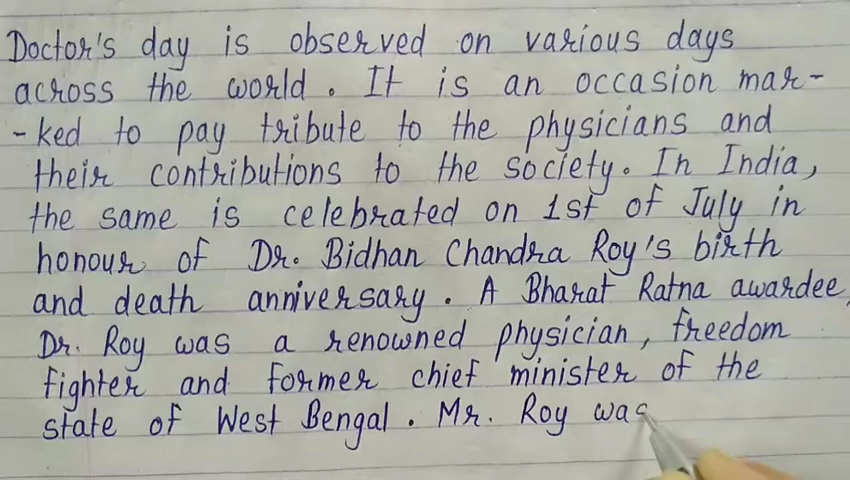 Doctor's day is observed on various days
across the world. It is an occasion mar-
-ked to pay tribute to the physicians and
their contributions to the society. In India,
the same is celebrated on 1st of July in
honour of Dr. Bidhan Chandra Roy's birth
and death anniversary. A Bharat Ratna awardee,
Dr. Roy was a renowned physician, freedom
fighter and former chief minister of the
state of West Bengal. Mr. Roy was